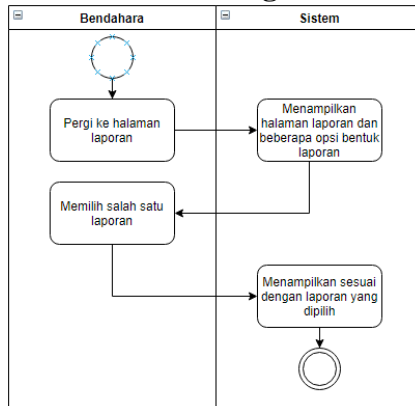 Bendahara
Sistem
Pergi ke halaman
laporan
Menampilkan
halaman laporan dan
beberapa opsi bentuk
laporan
Memilih salah satu
laporan
Menampilkan sesuai
dengan laporan yang
dipilih